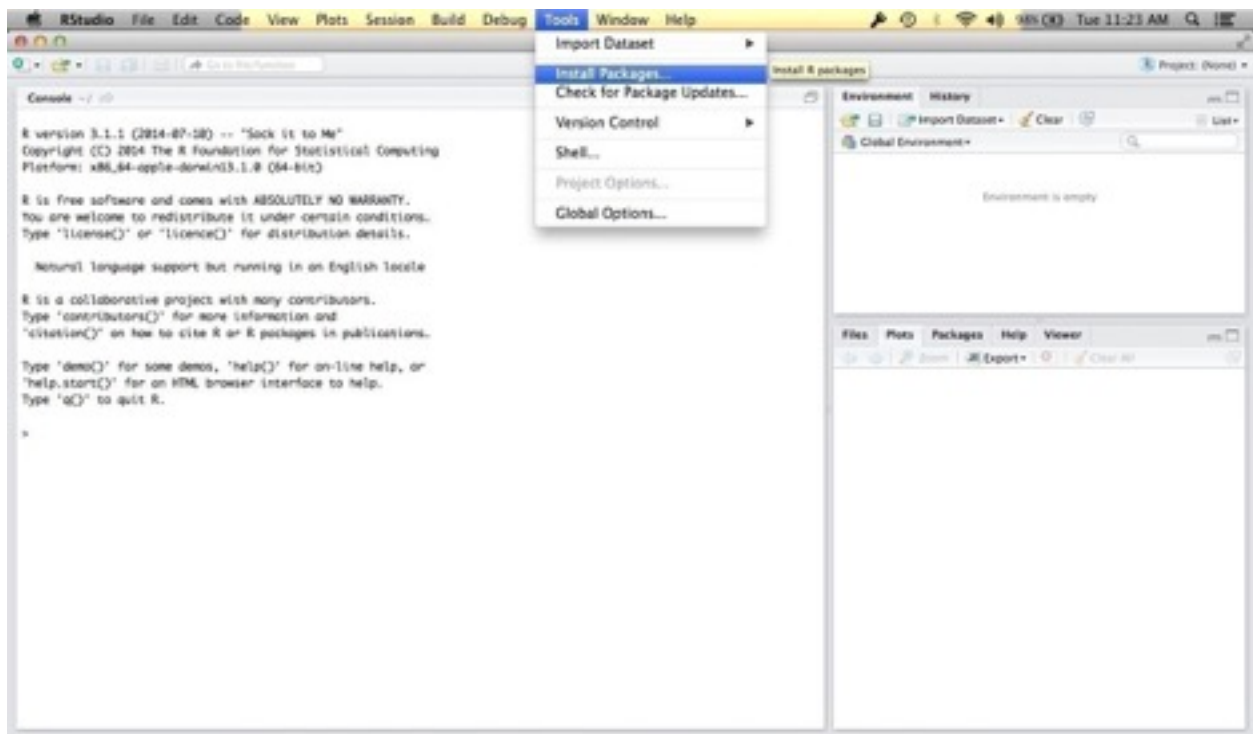 RStudio File Edit Code View Plots Session Build Debug Tools Window Help 98% Tue 11:23 AM
Import Dataset
Install Packages...
Install R packages
Check for Package Updates...
Version Control
Shell...
Project Options...
Global Options...
Go to file/function
Project: (None)
Console ~/
R version 3.1.1 (2014-07-10) -- "Sock it to Me"
Copyright (C) 2014 The R Foundation for Statistical Computing
Platform: x86_64-apple-darwin13.1.0 (64-bit)
R is free software and comes with ABSOLUTELY NO WARRANTY.
You are welcome to redistribute it under certain conditions.
Type 'license()' or 'licence()' for distribution details.
Natural language support but running in an English locale
R is a collaborative project with many contributors.
Type 'contributors()' for more information and
'citation()' on how to cite R or R packages in publications.
Type 'demo()' for some demos, 'help()' for on-line help, or
'help.start()' for an HTML browser interface to help.
Type 'q()' to quit R.
>
Environment History
Import Dataset Clear List
Global Environment
Environment is empty
Files Plots Packages Help Viewer
Zoom Export Clear All